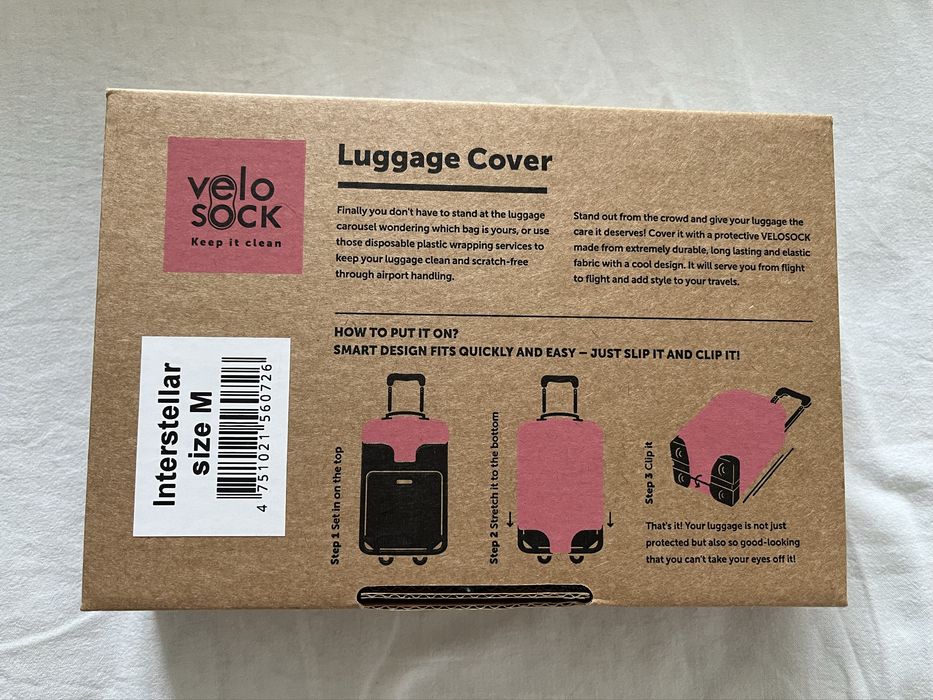 velo
SOCK
Keep it clean
Luggage Cover
Finally you don't have to stand at the luggage
carousel wondering which bag is yours, or use
those disposable plastic wrapping services to
keep your luggage clean and scratch-free
through airport handling.
Stand out from the crowd and give your luggage the
care it deserves! Cover it with a protective VELOSOCK
made from extremely durable, long lasting and elastic
fabric with a cool design. It will serve you from flight
to flight and add style to your travels.
HOW TO PUT IT ON?
SMART DESIGN FITS QUICKLY AND EASY – JUST SLIP IT AND CLIP IT!
Interstellar
size M
4 751021 560726
Step 1 Set in on the top
Step 2 Stretch it to the bottom
Step 3 Clip it
That's it! Your luggage is not just
protected but also so good-looking
that you can't take your eyes off it!